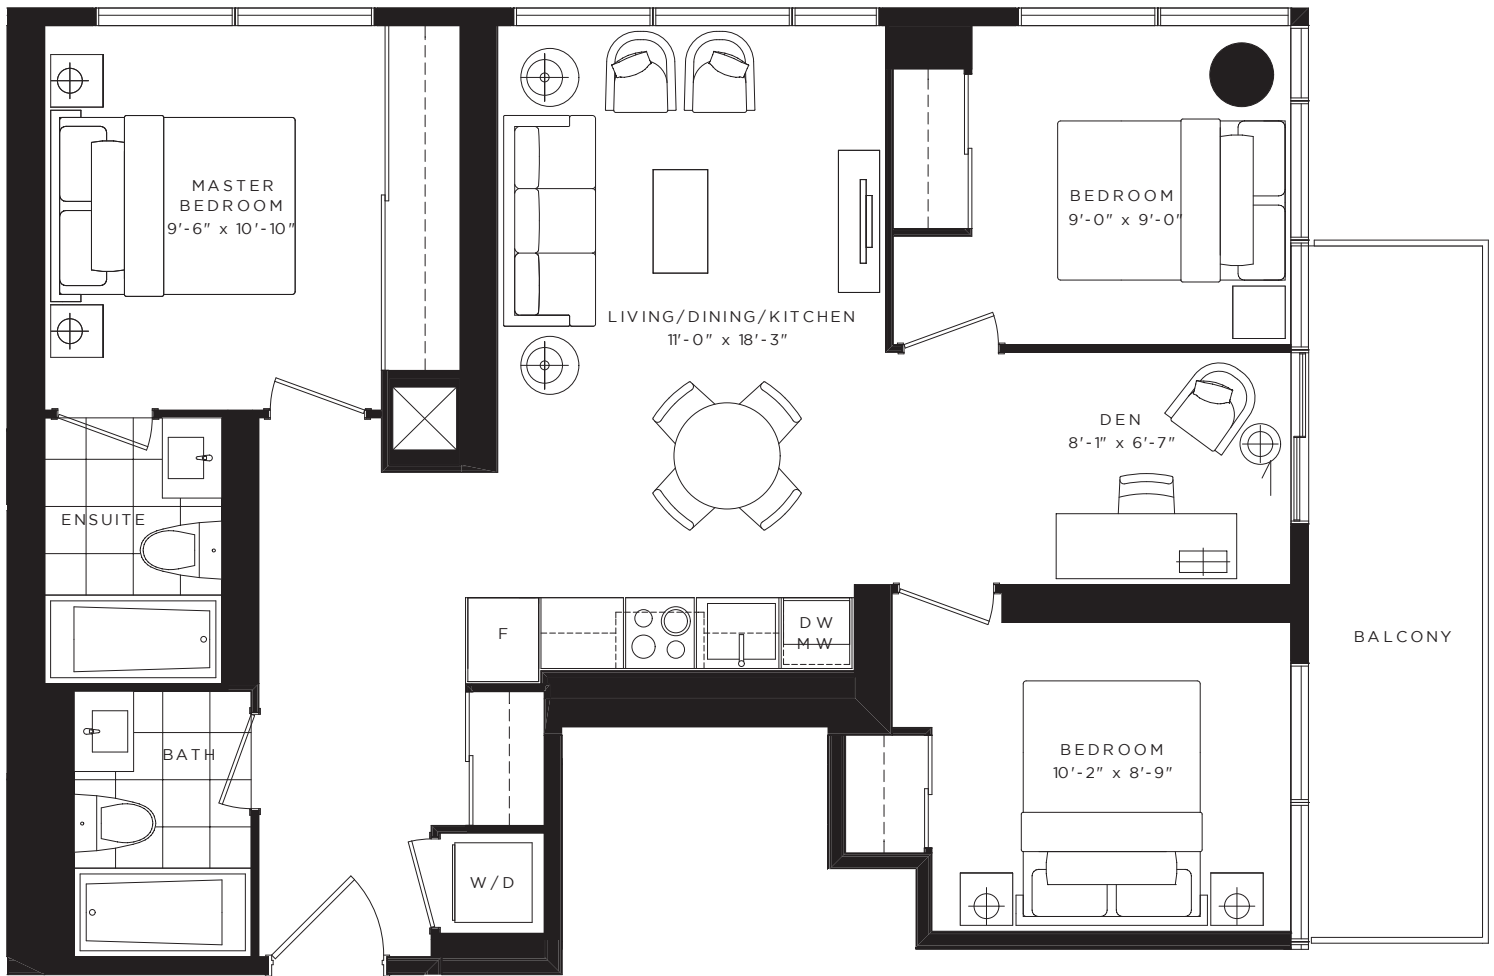 MASTER
BEDROOM
9'-6" x 10'-10"
LIVING/DINING/KITCHEN
11'-0" x 18'-3"
BEDROOM
9'-0" x 9'-0"
DEN
8'-1" x 6'-7"
ENSUITE
F
DW
MW
BALCONY
BATH
BEDROOM
10'-2" x 8'-9"
W/D